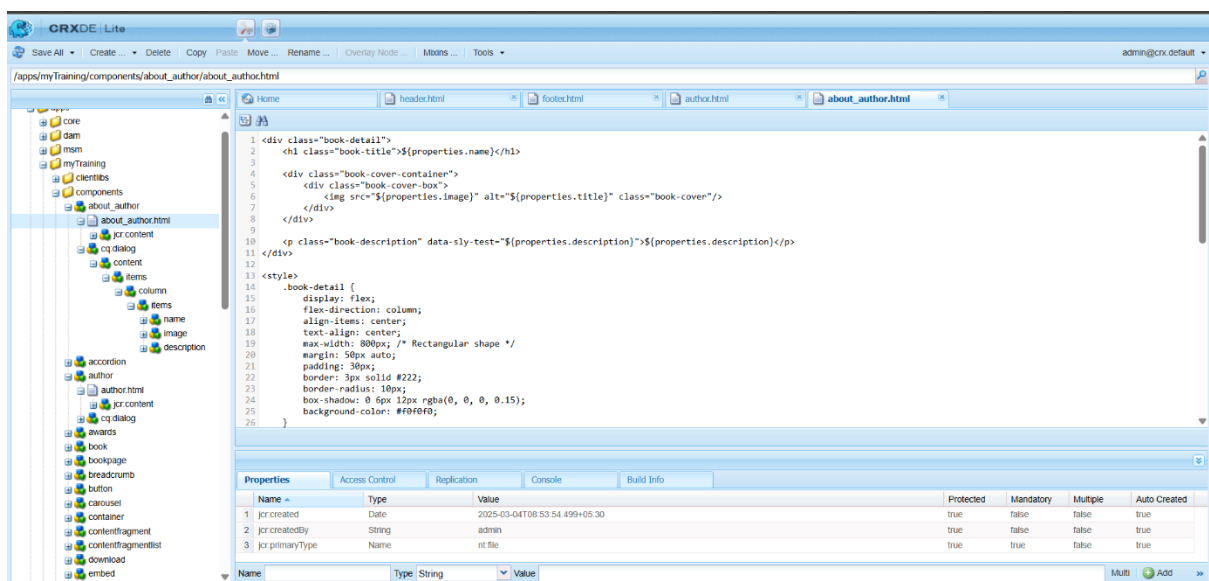 CRXDE Lite
Save All Create ... Delete Copy Paste Move ... Rename ... Overlay Node ... Mixins ... Tools admin@crx.default
/apps/myTraining/components/about_author/about_author.html
Home header.html footer.html author.html about_author.html
core
dam
msm
myTraining
clientlibs
components
about_author
about_author.html
jcr:content
cq:dialog
content
items
column
items
name
image
description
accordion
author
author.html
jcr:content
cq:dialog
awards
book
bookpage
breadcrumb
button
carousel
container
contentfragment
contentfragmentlist
download
embed
1 <div class="book-detail">
2 <h1 class="book-title">${properties.name}</h1>
3
4 <div class="book-cover-container">
5 <div class="book-cover-box">
6 <img src="${properties.image}" alt="${properties.title}" class="book-cover"/>
7 </div>
8 </div>
9
10 <p class="book-description" data-sly-test="${properties.description}">${properties.description}</p>
11 </div>
12
13 <style>
14 .book-detail {
15 display: flex;
16 flex-direction: column;
17 align-items: center;
18 text-align: center;
19 max-width: 800px; /* Rectangular shape */
20 margin: 50px auto;
21 padding: 30px;
22 border: 3px solid #222;
23 border-radius: 10px;
24 box-shadow: 0 6px 12px rgba(0, 0, 0, 0.15);
25 background-color: #f0f0f0;
26 }
Properties Access Control Replication Console Build Info
Name Type Value Protected Mandatory Multiple Auto Created
1 jcr:created Date 2025-03-04T08:53:54.499+05:30 true false false true
2 jcr:createdBy String admin true false false true
3 jcr:primaryType Name nt:file true true false true
Name Type String Value Multi Add